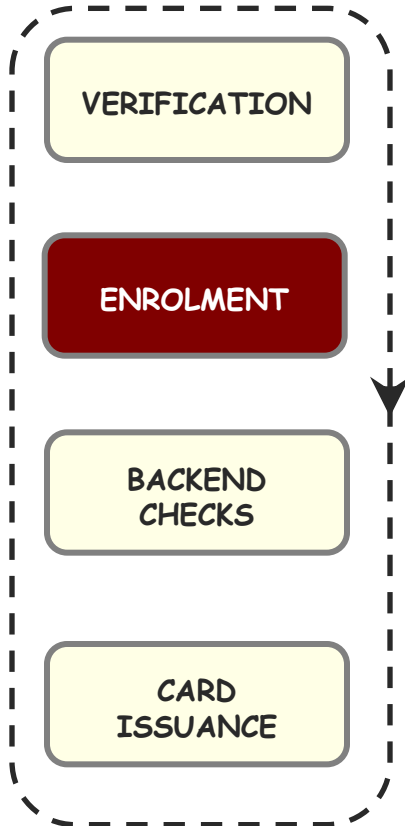 VERIFICATION
ENROLMENT
BACKEND
CHECKS
CARD
ISSUANCE